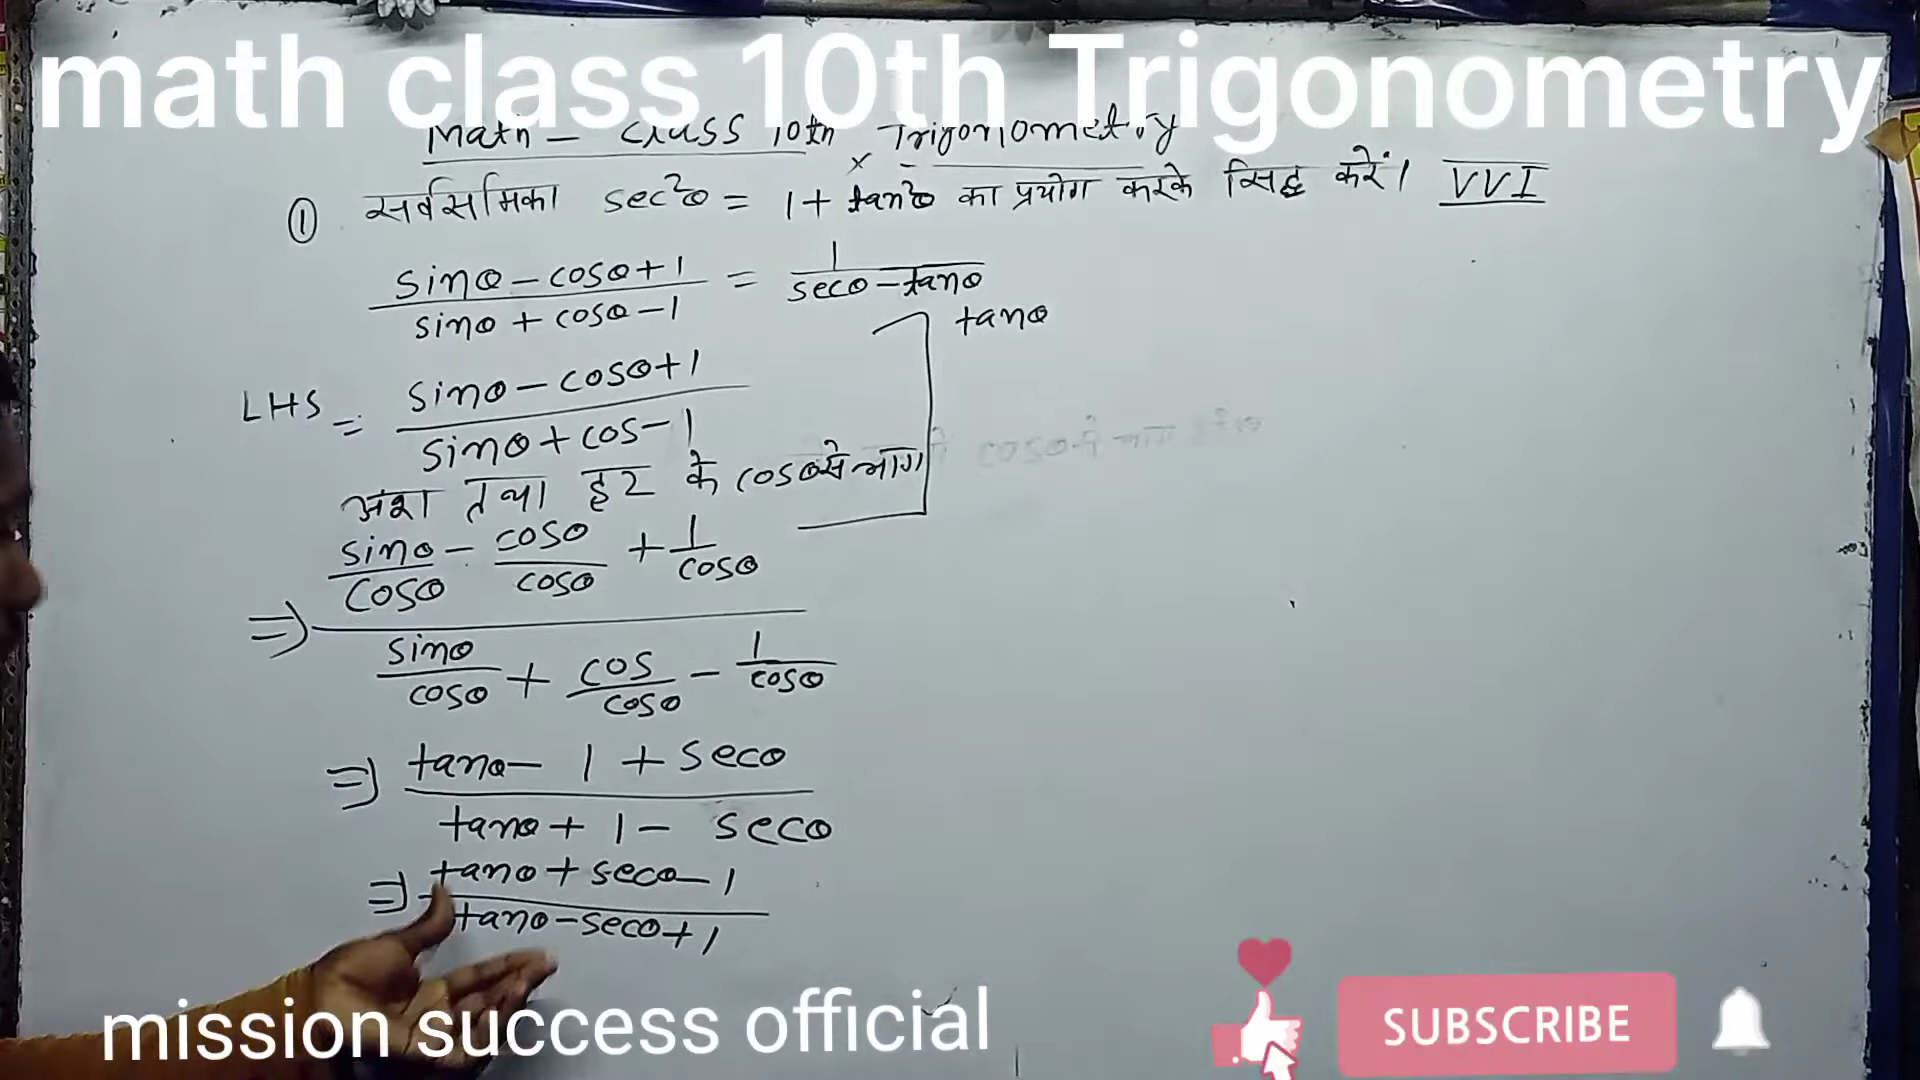 math class 10th Trigonometry
Math - class 10th Trigonometry
① सर्वसमिका sec²θ = 1 + tan²θ का प्रयोग करके सिद्ध करें। VVI
sinθ - cosθ + 1 / sinθ + cosθ - 1 = 1 / secθ - tanθ
tanθ
LHS = sinθ - cosθ + 1 / sinθ + cos - 1
अंश तथा हर के cosθ से भाग
⇒ sinθ/cosθ - cosθ/cosθ + 1/cosθ
sinθ/cosθ + cos/cosθ - 1/cosθ
⇒ tanθ - 1 + secθ
tanθ + 1 - secθ
⇒ tanθ + secθ - 1
tanθ - secθ + 1
mission success official
SUBSCRIBE